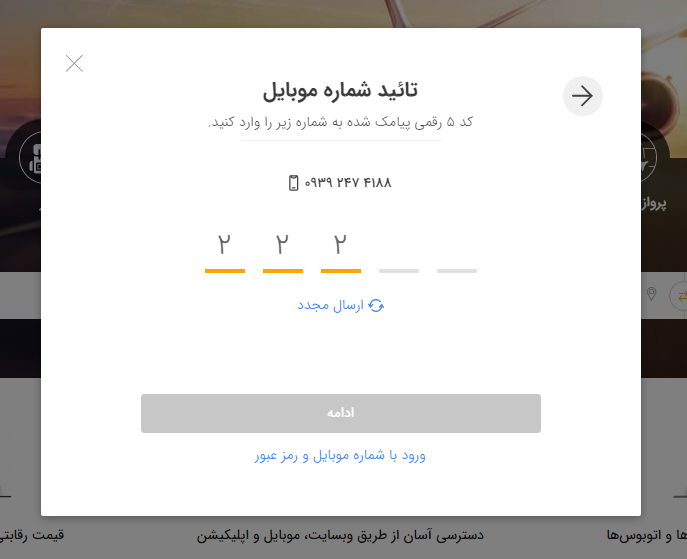 تائید شماره موبایل
کد ۵ رقمی پیامک شده به شماره زیر را وارد کنید.
۰۹۳۹ ۲۴۷ ۴۱۸۸
۲ ۲ ۲
ارسال مجدد
ادامه
ورود با شماره موبایل و رمز عبور
پرواز
ها و اتوبوس‌ها
دسترسی آسان از طریق وبسایت، موبایل و اپلیکیشن
قیمت رقابتی